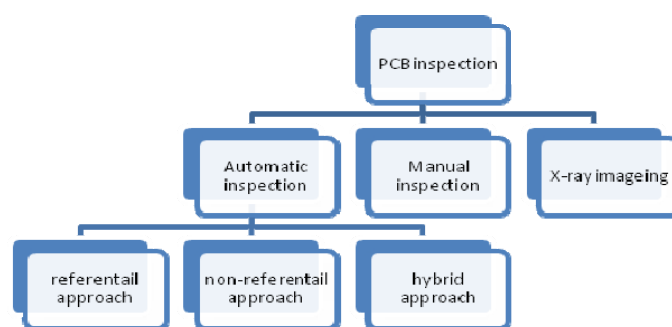 PCB inspection
Automatic
inspection
Manual
inspection
X-ray imageing
referentail
approach
non-referentail
approach
hybrid
approach